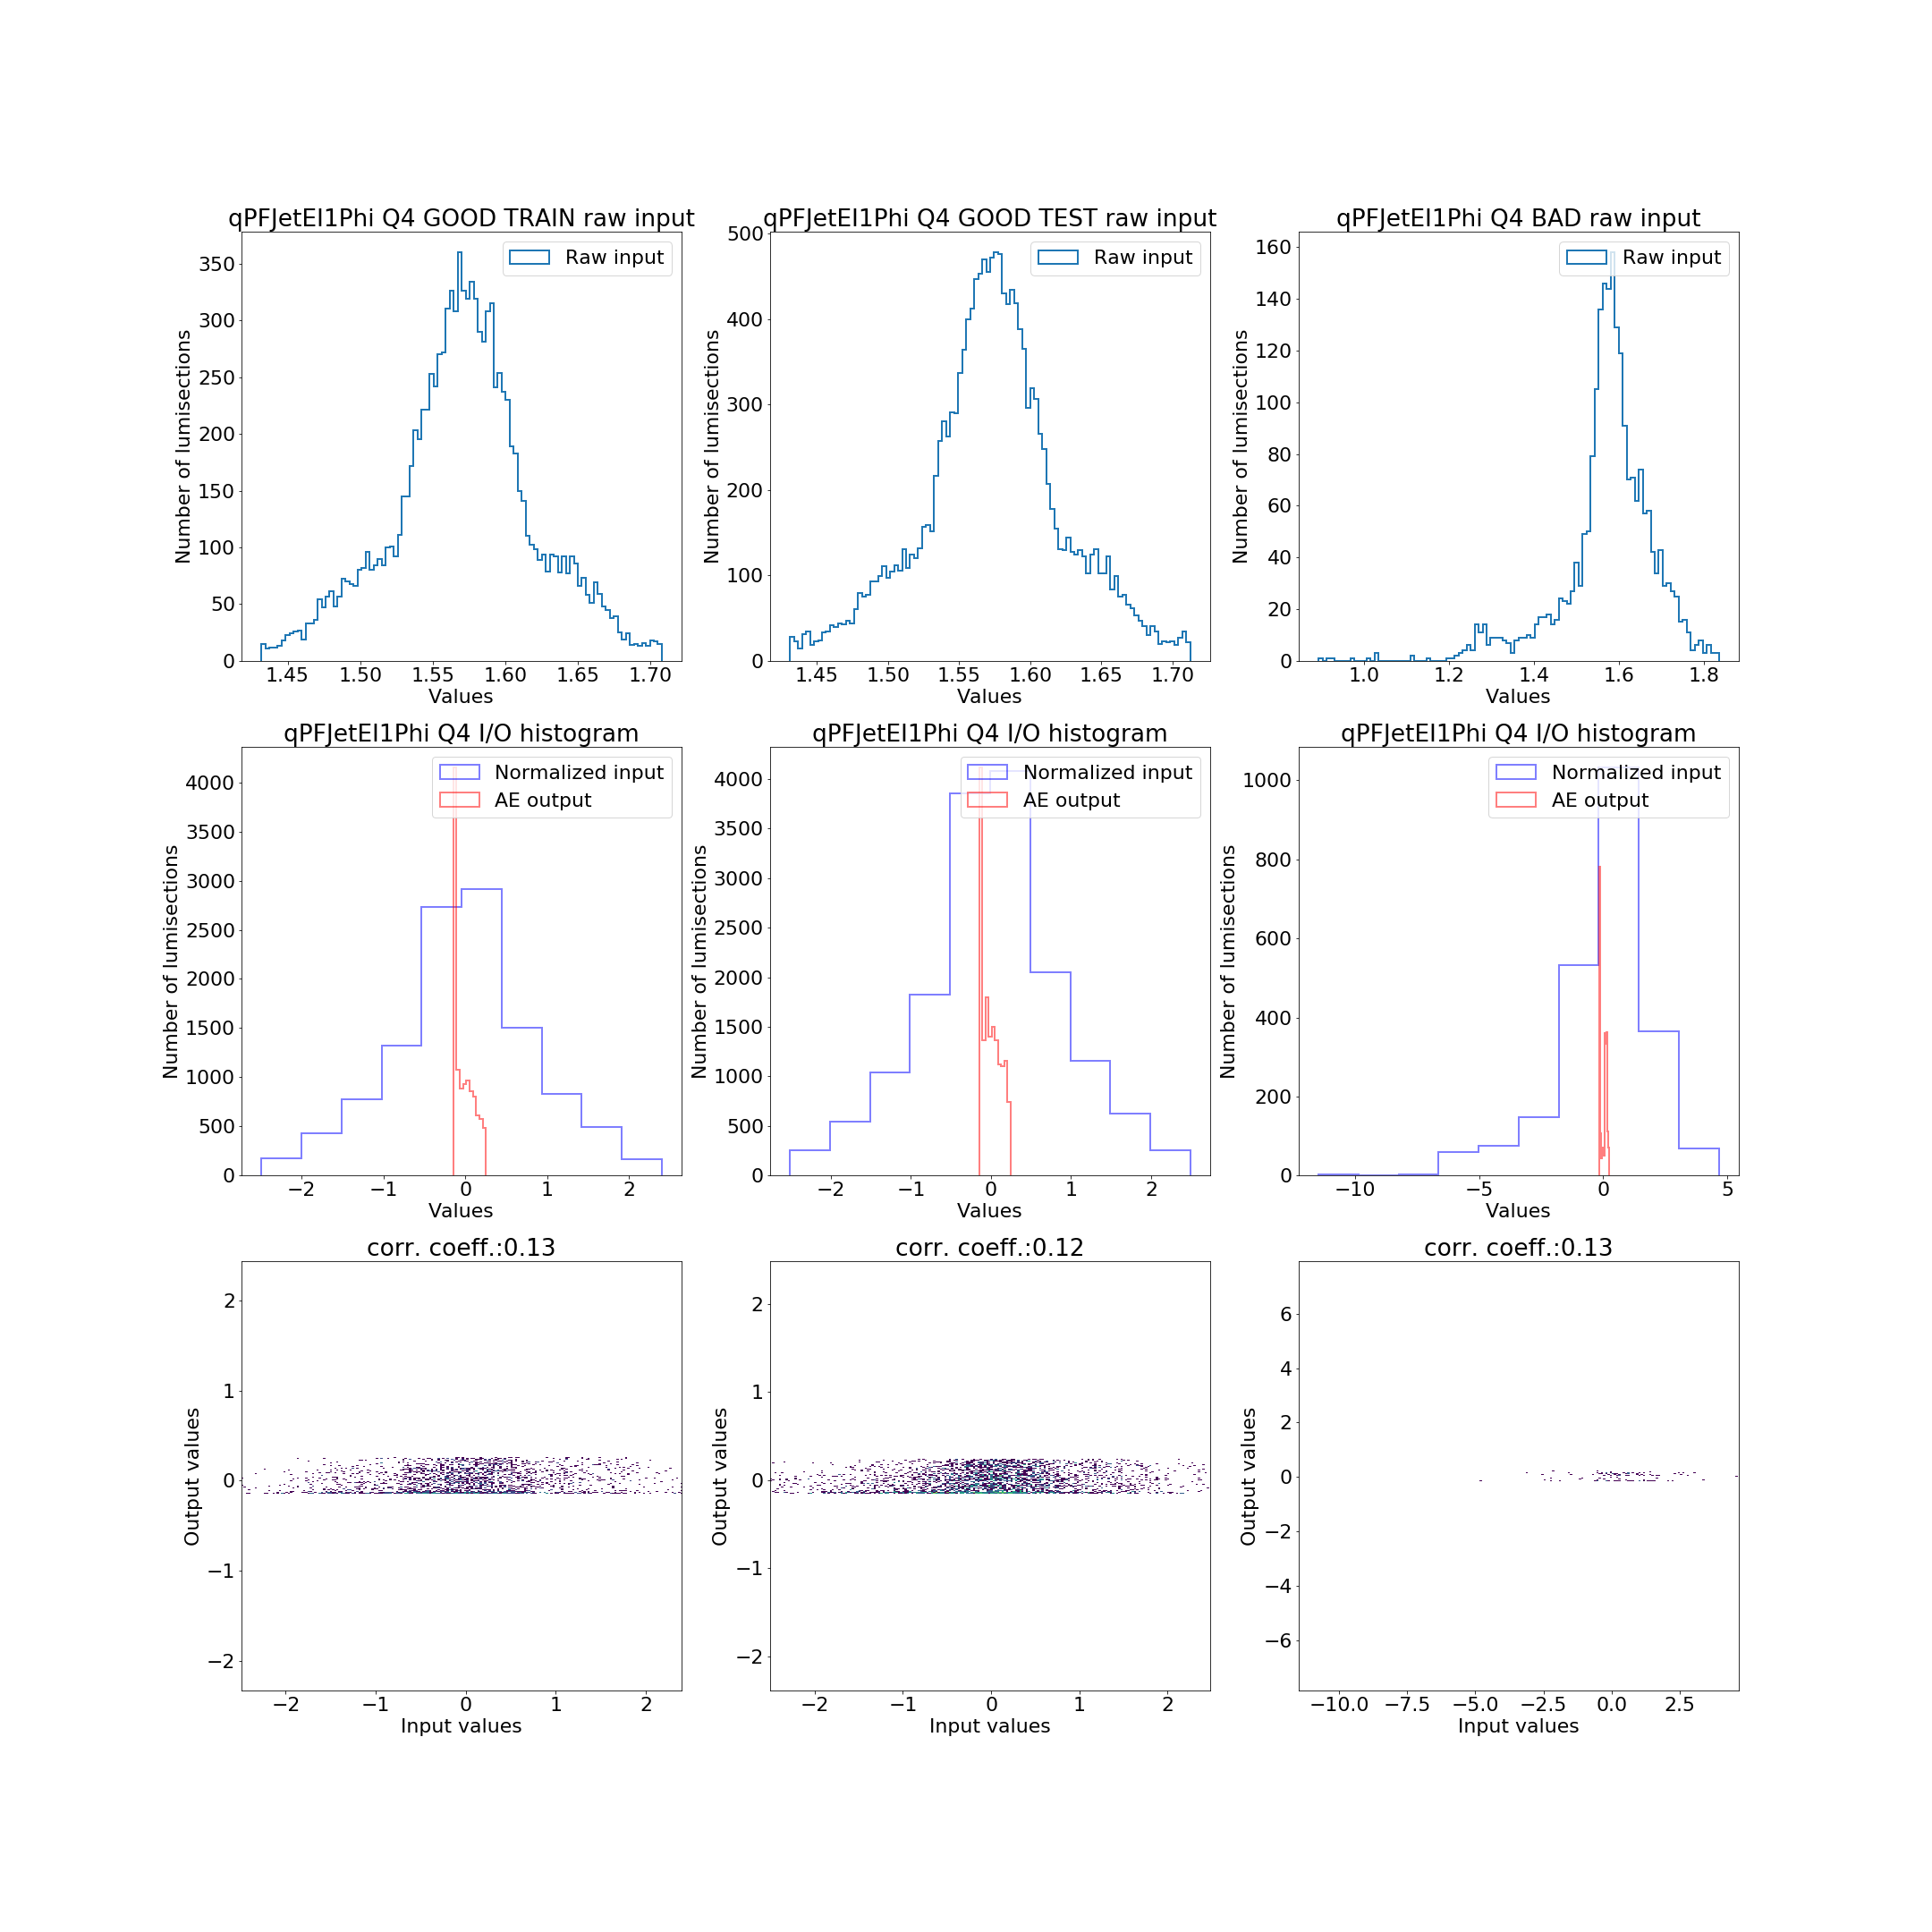 qPFJetEI1Phi Q4 GOOD TRAIN raw input
Raw input
Number of lumisections
350
300
250
200
150
100
50
0
1.45 1.50 1.55 1.60 1.65 1.70
Values
qPFJetEI1Phi Q4 GOOD TEST raw input
Raw input
Number of lumisections
500
400
300
200
100
0
1.45 1.50 1.55 1.60 1.65 1.70
Values
qPFJetEI1Phi Q4 BAD raw input
Raw input
Number of lumisections
160
140
120
100
80
60
40
20
0
1.0 1.2 1.4 1.6 1.8
Values
qPFJetEI1Phi Q4 I/O histogram
Normalized input
AE output
Number of lumisections
4000
3500
3000
2500
2000
1500
1000
500
0
−2 −1 0 1 2
Values
qPFJetEI1Phi Q4 I/O histogram
Normalized input
AE output
Number of lumisections
4000
3500
3000
2500
2000
1500
1000
500
0
−2 −1 0 1 2
Values
qPFJetEI1Phi Q4 I/O histogram
Normalized input
AE output
Number of lumisections
1000
800
600
400
200
0
−10 −5 0 5
Values
corr. coeff.:0.13
Output values
2
1
0
−1
−2
−2 −1 0 1 2
Input values
corr. coeff.:0.12
Output values
2
1
0
−1
−2
−2 −1 0 1 2
Input values
corr. coeff.:0.13
Output values
6
4
2
0
−2
−4
−6
−10.0 −7.5 −5.0 −2.5 0.0 2.5
Input values